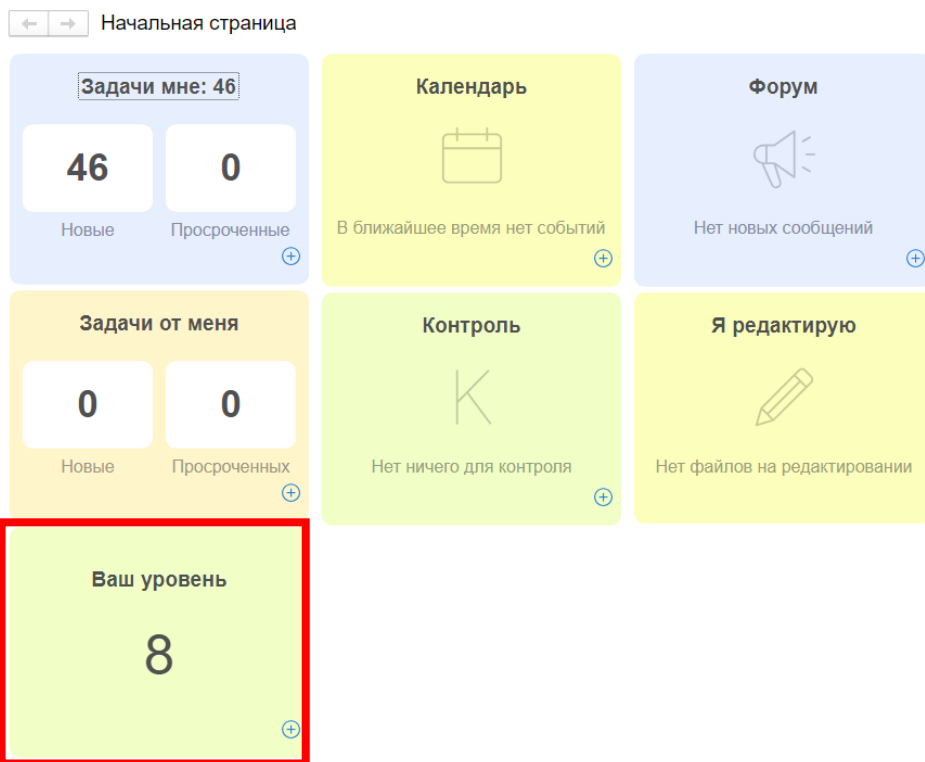 Начальная страница
Задачи мне: 46
46
0
Новые
Просроченные
Календарь
В ближайшее время нет событий
Форум
Нет новых сообщений
Задачи от меня
0
0
Новые
Просроченных
Контроль
K
Нет ничего для контроля
Я редактирую
Нет файлов на редактировании
Ваш уровень
8